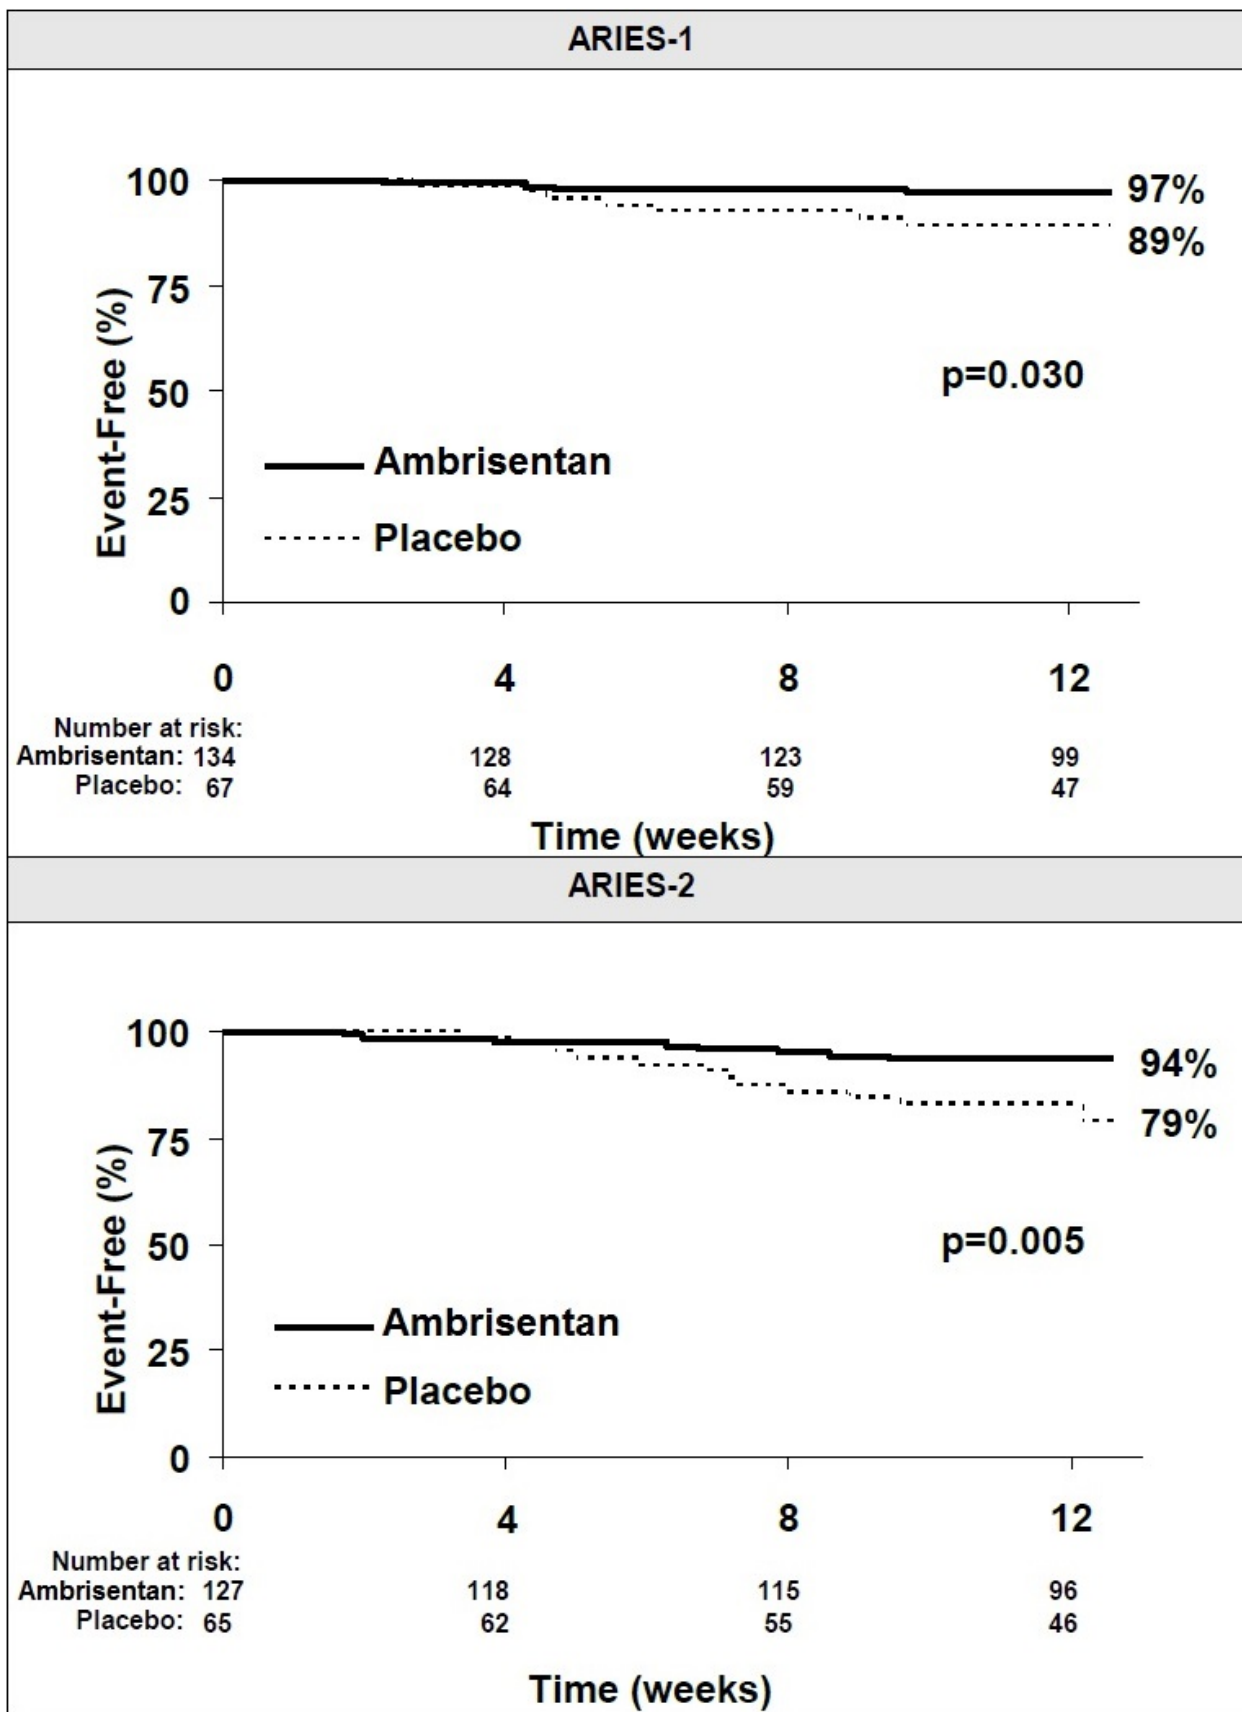 ARIES-1
100
97%
89%
75
Event-Free (%)
p=0.030
50
Ambrisentan
25
Placebo
0
0 4 8 12
Number at risk:
Ambrisentan: 134 128 123 99
Placebo: 67 64 59 47
Time (weeks)
ARIES-2
100
94%
79%
75
Event-Free (%)
p=0.005
50
Ambrisentan
25
Placebo
0
0 4 8 12
Number at risk:
Ambrisentan: 127 118 115 96
Placebo: 65 62 55 46
Time (weeks)